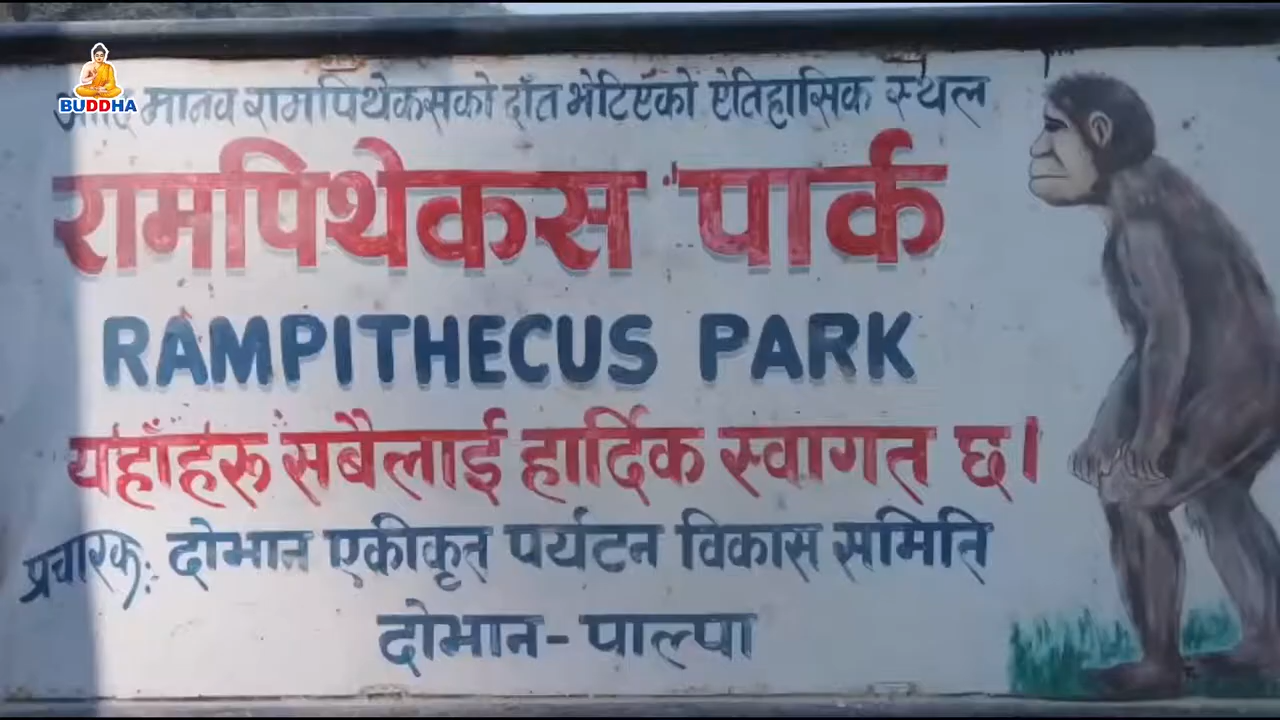 BUDDHA
मानव रामपिथेकसको दाँत भेटिएको ऐतिहासिक स्थल
रामपिथेकस पार्क
RAMPITHECUS PARK
यहाँहरू सबैलाई हार्दिक स्वागत छ।
प्रचारक: दोभान एकीकृत पर्यटन विकास समिति
दोभान-पाल्पा